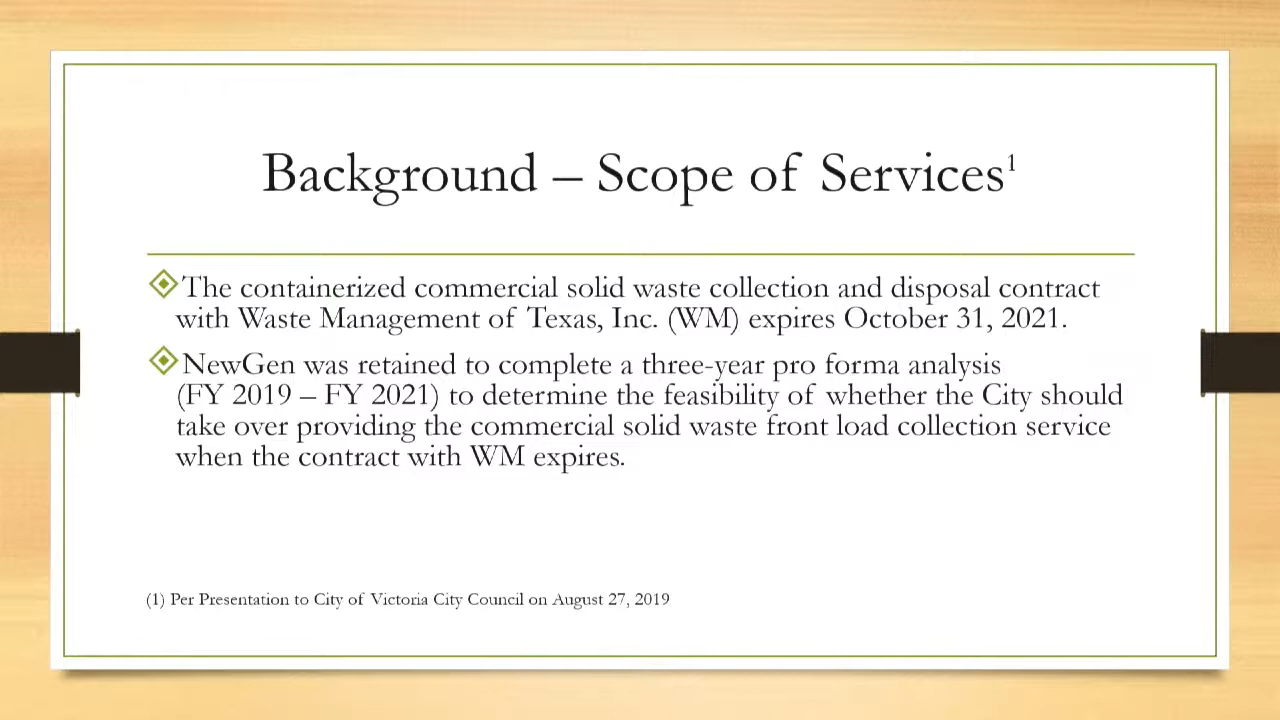 Background – Scope of Services¹
The containerized commercial solid waste collection and disposal contract
with Waste Management of Texas, Inc. (WM) expires October 31, 2021.
NewGen was retained to complete a three-year pro forma analysis
(FY 2019 – FY 2021) to determine the feasibility of whether the City should
take over providing the commercial solid waste front load collection service
when the contract with WM expires.
(1) Per Presentation to City of Victoria City Council on August 27, 2019